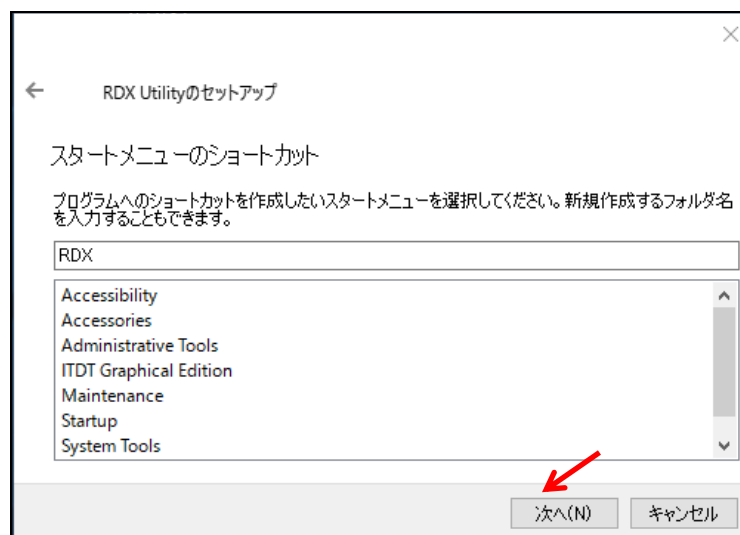 RDX Utilityのセットアップ
スタートメニューのショートカット
プログラムへのショートカットを作成したいスタートメニューを選択してください。新規作成するフォルダ名
を入力することもできます。
RDX
Accessibility
Accessories
Administrative Tools
ITDT Graphical Edition
Maintenance
Startup
System Tools
次へ(N)
キャンセル